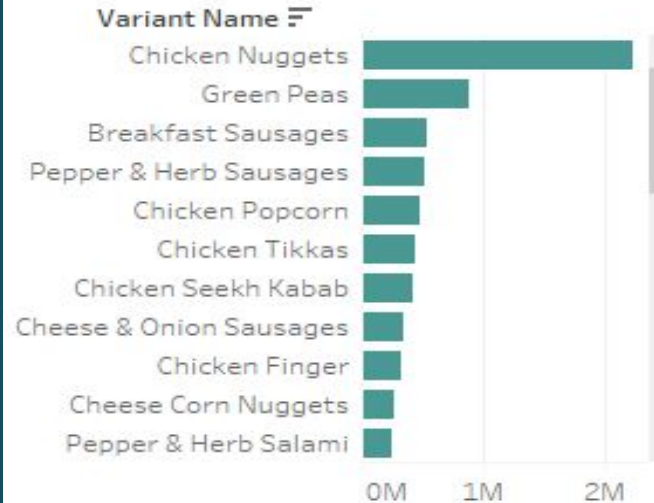 Variant Name
Chicken Nuggets
Green Peas
Breakfast Sausages
Pepper & Herb Sausages
Chicken Popcorn
Chicken Tikkas
Chicken Seekh Kabab
Cheese & Onion Sausages
Chicken Finger
Cheese Corn Nuggets
Pepper & Herb Salami
0M 1M 2M